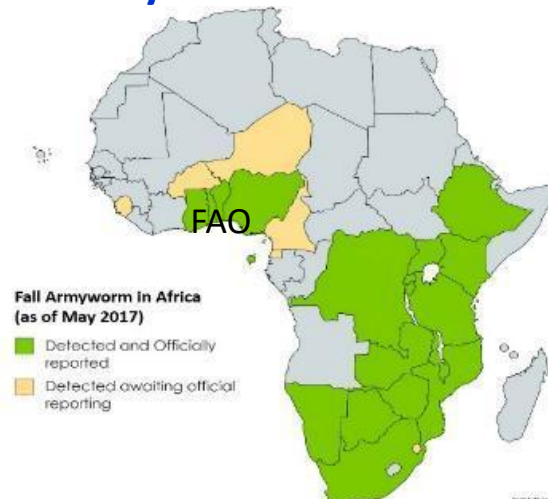 FAO
Fall Armyworm in Africa
(as of May 2017)
Detected and Officially
reported
Detected awaiting official
reporting